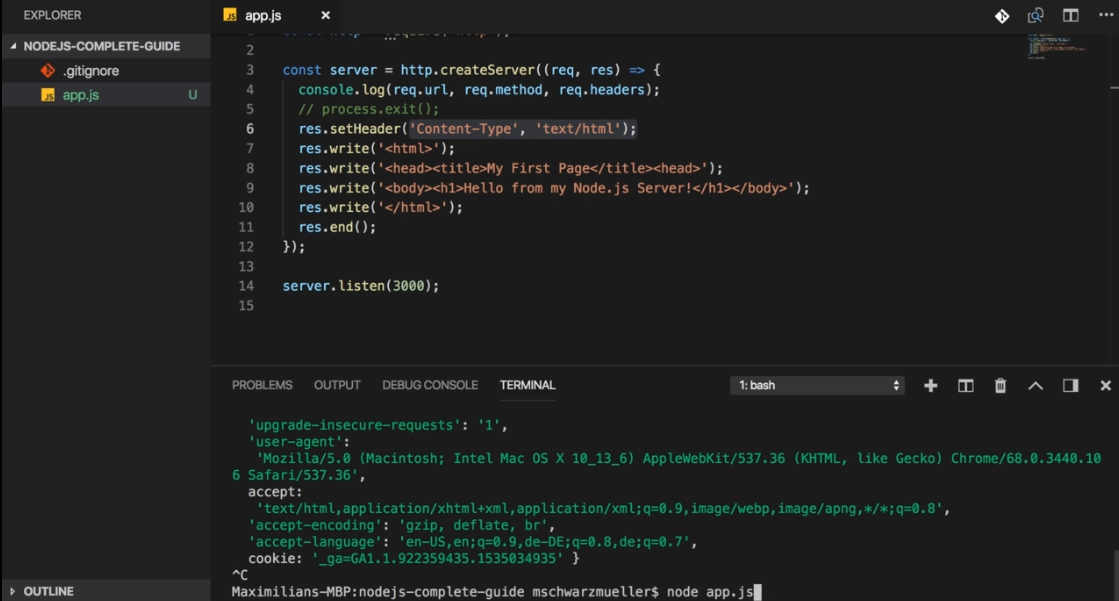 EXPLORER
JS app.js ×
NODEJS-COMPLETE-GUIDE
.gitignore
JS app.js U
2
3 const server = http.createServer((req, res) => {
4 console.log(req.url, req.method, req.headers);
5 // process.exit();
6 res.setHeader('Content-Type', 'text/html');
7 res.write('<html>');
8 res.write('<head><title>My First Page</title><head>');
9 res.write('<body><h1>Hello from my Node.js Server!</h1></body>');
10 res.write('</html>');
11 res.end();
12 });
13
14 server.listen(3000);
15
PROBLEMS OUTPUT DEBUG CONSOLE TERMINAL 1: bash
'upgrade-insecure-requests': '1',
'user-agent':
'Mozilla/5.0 (Macintosh; Intel Mac OS X 10_13_6) AppleWebKit/537.36 (KHTML, like Gecko) Chrome/68.0.3440.10
6 Safari/537.36',
accept:
'text/html,application/xhtml+xml,application/xml;q=0.9,image/webp,image/apng,*/*;q=0.8',
'accept-encoding': 'gzip, deflate, br',
'accept-language': 'en-US,en;q=0.9,de-DE;q=0.8,de;q=0.7',
cookie: '_ga=GA1.1.922359435.1535034935' }
^C
Maximilians-MBP:nodejs-complete-guide mschwarzmueller$ node app.js
OUTLINE